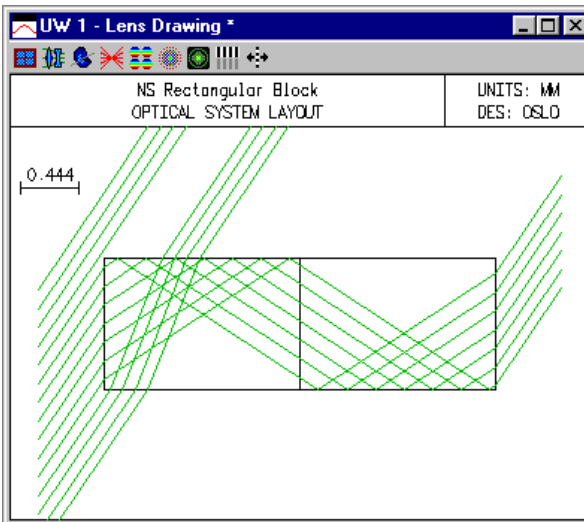 UW 1 - Lens Drawing *
NS Rectangular Block
OPTICAL SYSTEM LAYOUT
UNITS: MM
DES: OSLO
0.444